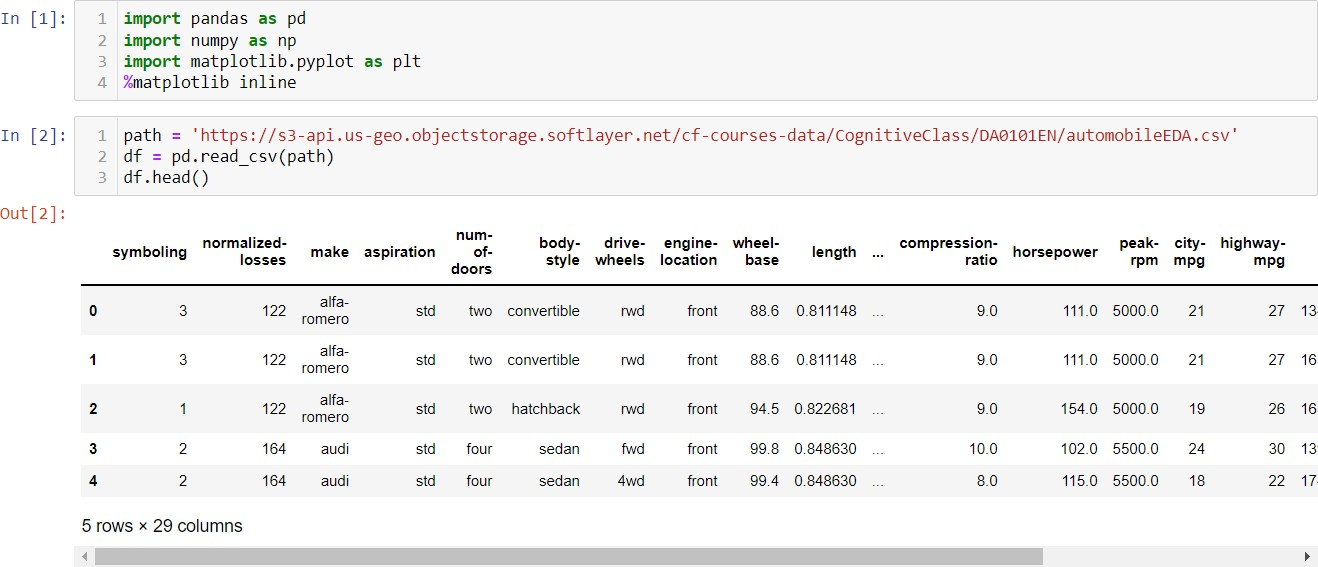 In [1]:
1 import pandas as pd
2 import numpy as np
3 import matplotlib.pyplot as plt
4 %matplotlib inline
In [2]:
1 path = 'https://s3-api.us-geo.objectstorage.softlayer.net/cf-courses-data/CognitiveClass/DA0101EN/automobileEDA.csv'
2 df = pd.read_csv(path)
3 df.head()
Out[2]:
symboling normalized-losses make aspiration num-of-doors body-style drive-wheels engine-location wheel-base length ... compression-ratio horsepower peak-rpm city-mpg highway-mpg
0 3 122 alfa-romero std two convertible rwd front 88.6 0.811148 ... 9.0 111.0 5000.0 21 27 13
1 3 122 alfa-romero std two convertible rwd front 88.6 0.811148 ... 9.0 111.0 5000.0 21 27 16
2 1 122 alfa-romero std two hatchback rwd front 94.5 0.822681 ... 9.0 154.0 5000.0 19 26 16
3 2 164 audi std four sedan fwd front 99.8 0.848630 ... 10.0 102.0 5500.0 24 30 13
4 2 164 audi std four sedan 4wd front 99.4 0.848630 ... 8.0 115.0 5500.0 18 22 17
5 rows × 29 columns